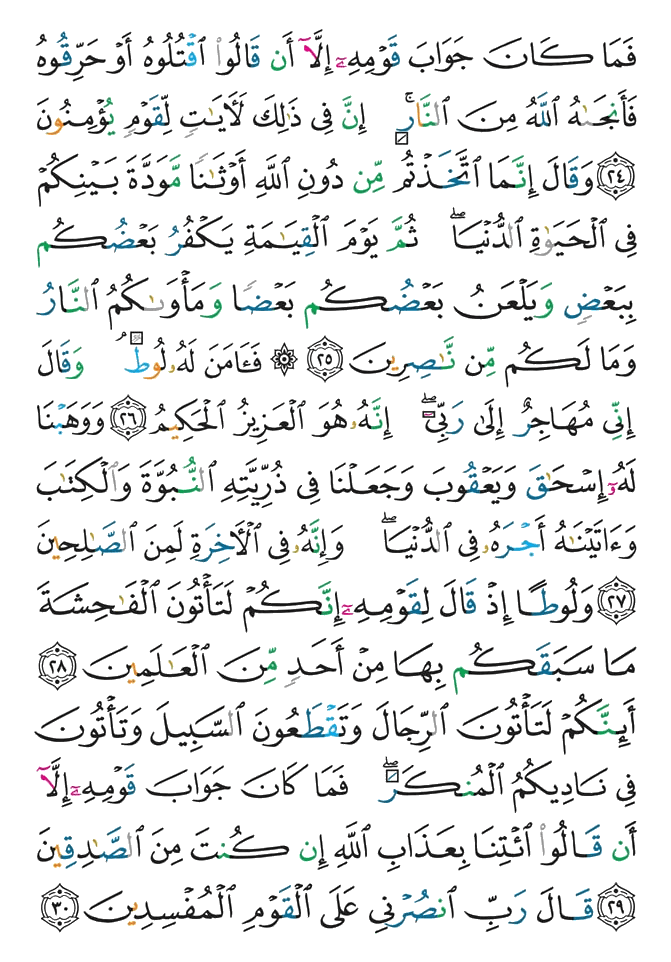 فَمَا كَانَ جَوَابَ قَوْمِهِۦٓ إِلَّآ أَن قَالُوا۟ ٱقْتُلُوهُ أَوْ حَرِّقُوهُ
فَأَنجَىٰهُ ٱللَّهُ مِنَ ٱلنَّارِ ۚ إِنَّ فِى ذَٰلِكَ لَـَٔايَـٰتٍ لِّقَوْمٍ يُؤْمِنُونَ
٢٤ وَقَالَ إِنَّمَا ٱتَّخَذْتُم مِّن دُونِ ٱللَّهِ أَوْثَـٰنًا مَّوَدَّةَ بَيْنِكُمْ
فِى ٱلْحَيَوٰةِ ٱلدُّنْيَا ۖ ثُمَّ يَوْمَ ٱلْقِيَـٰمَةِ يَكْفُرُ بَعْضُكُم
بِبَعْضٍ وَيَلْعَنُ بَعْضُكُم بَعْضًا وَمَأْوَىٰكُمُ ٱلنَّارُ
وَمَا لَكُم مِّن نَّـٰصِرِينَ ٢٥ ۞ فَـَٔامَنَ لَهُۥ لُوطٌ ۘ وَقَالَ
إِنِّى مُهَاجِرٌ إِلَىٰ رَبِّىٓ ۖ إِنَّهُۥ هُوَ ٱلْعَزِيزُ ٱلْحَكِيمُ ٢٦ وَوَهَبْنَا
لَهُۥٓ إِسْحَـٰقَ وَيَعْقُوبَ وَجَعَلْنَا فِى ذُرِّيَّتِهِ ٱلنُّبُوَّةَ وَٱلْكِتَـٰبَ
وَءَاتَيْنَـٰهُ أَجْرَهُۥ فِى ٱلدُّنْيَا ۖ وَإِنَّهُۥ فِى ٱلْـَٔاخِرَةِ لَمِنَ ٱلصَّـٰلِحِينَ
٢٧ وَلُوطًا إِذْ قَالَ لِقَوْمِهِۦٓ إِنَّكُمْ لَتَأْتُونَ ٱلْفَـٰحِشَةَ
مَا سَبَقَكُم بِهَا مِنْ أَحَدٍ مِّنَ ٱلْعَـٰلَمِينَ ٢٨
أَئِنَّكُمْ لَتَأْتُونَ ٱلرِّجَالَ وَتَقْطَعُونَ ٱلسَّبِيلَ وَتَأْتُونَ
فِى نَادِيكُمُ ٱلْمُنكَرَ ۖ فَمَا كَانَ جَوَابَ قَوْمِهِۦٓ إِلَّآ
أَن قَالُوا۟ ٱئْتِنَا بِعَذَابِ ٱللَّهِ إِن كُنتَ مِنَ ٱلصَّـٰدِقِينَ
٢٩ قَالَ رَبِّ ٱنصُرْنِى عَلَى ٱلْقَوْمِ ٱلْمُفْسِدِينَ ٣٠